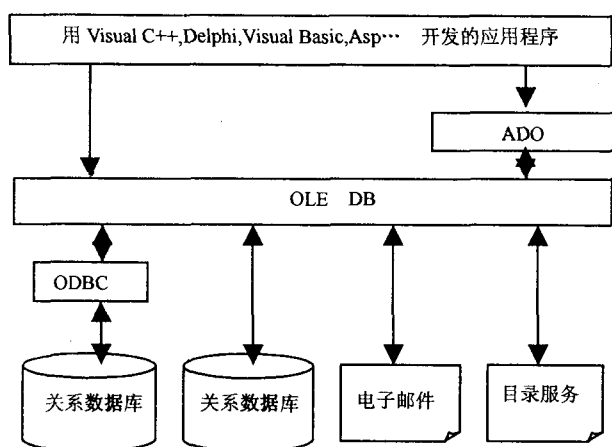 用 Visual C++,Delphi,Visual Basic,Asp… 开发的应用程序
ADO
OLE DB
ODBC
关系数据库
关系数据库
电子邮件
目录服务